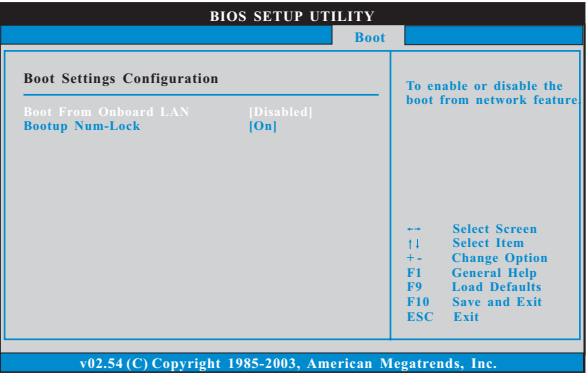 BIOS SETUP UTILITY
Boot
Boot Settings Configuration
Boot From Onboard LAN [Disabled]
Bootup Num-Lock [On]
To enable or disable the
boot from network feature.
←→ Select Screen
↑↓ Select Item
+ - Change Option
F1 General Help
F9 Load Defaults
F10 Save and Exit
ESC Exit
v02.54 (C) Copyright 1985-2003, American Megatrends, Inc.